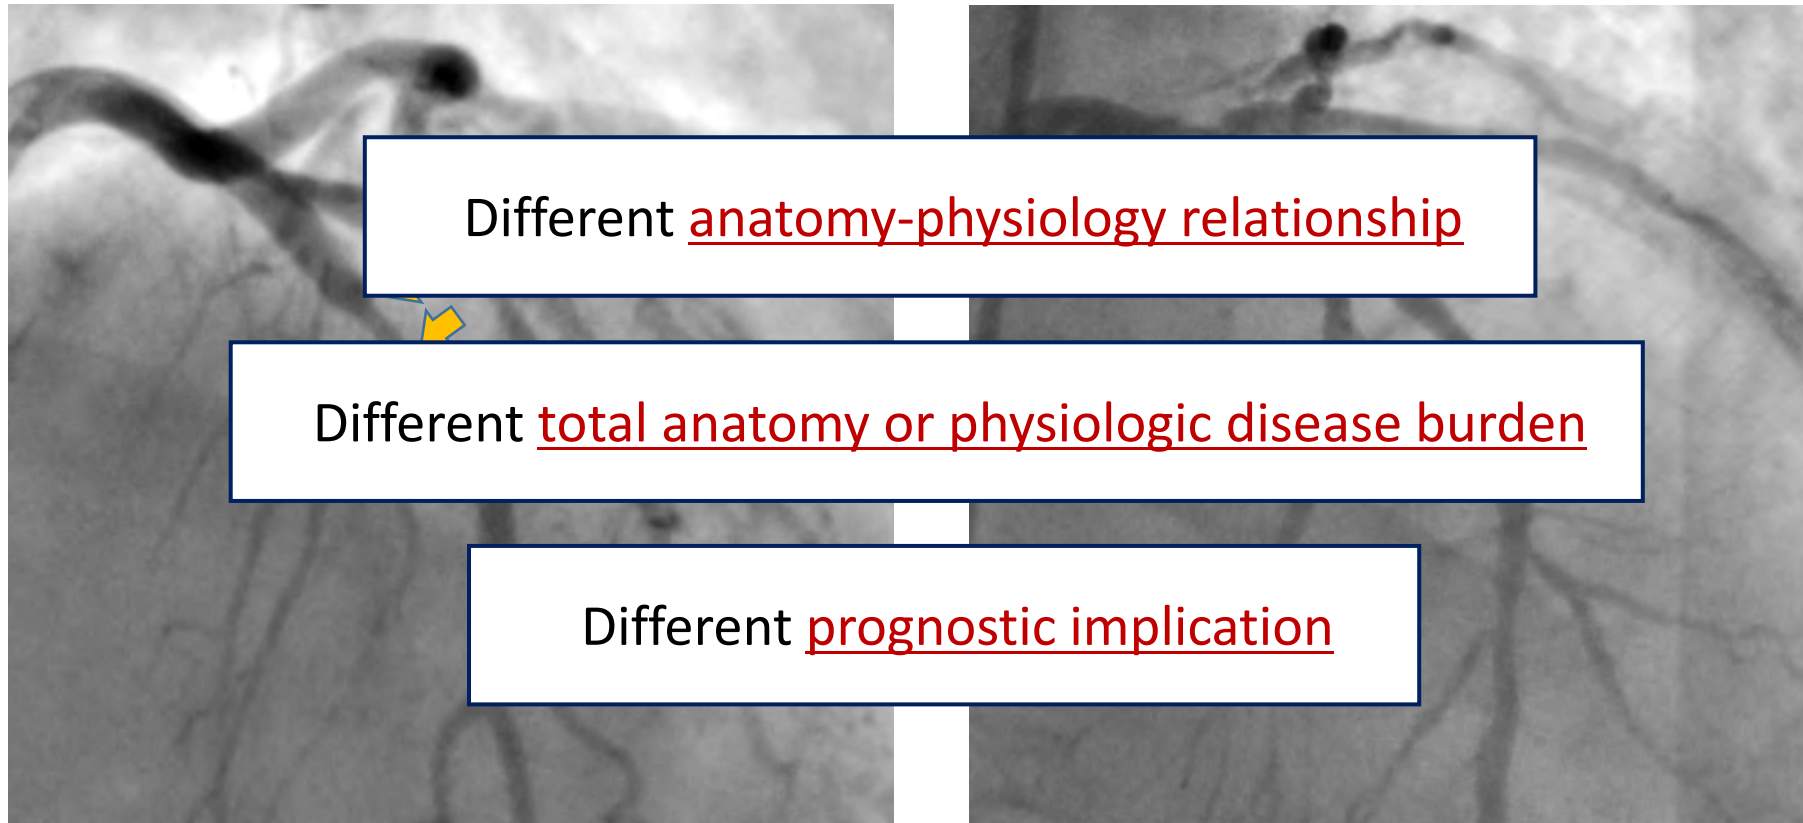 Different anatomy-physiology relationship
Different total anatomy or physiologic disease burden
Different prognostic implication